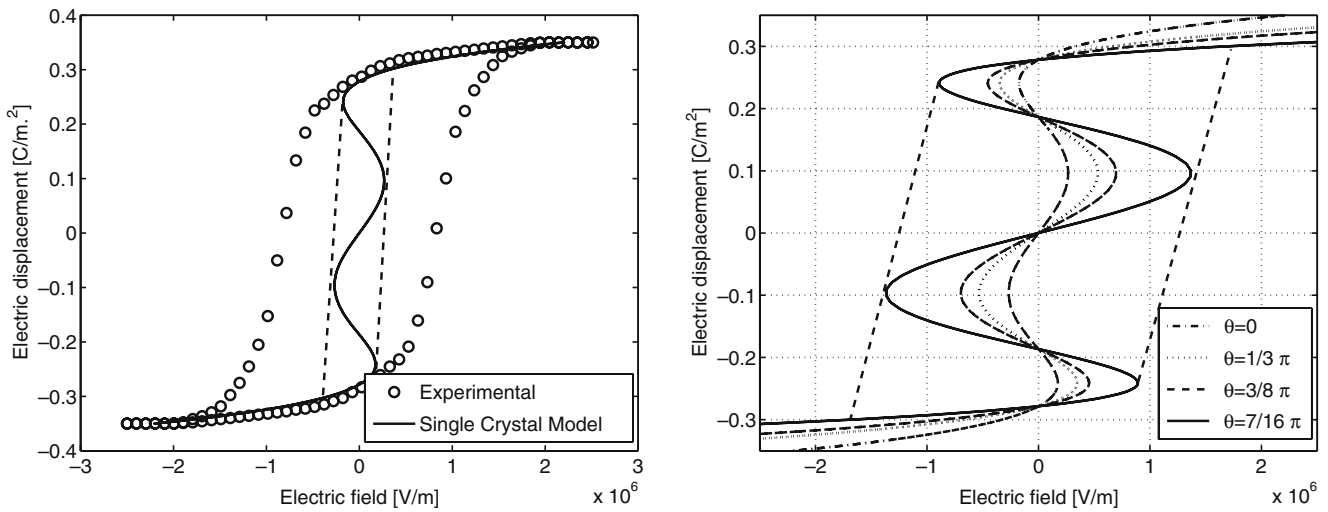 0.4
0.3
0.2
0.1
0
−0.1
−0.2
−0.3
−0.4
Electric displacement [C/m.²]
−3
−2
−1
0
1
2
3
Electric field [V/m]
x 10⁶
Experimental
Single Crystal Model
0.3
0.2
0.1
0
−0.1
−0.2
−0.3
Electric displacement [C/m²]
−2
−1
0
1
2
Electric field [V/m]
x 10⁶
θ=0
θ=1/3 π
θ=3/8 π
θ=7/16 π